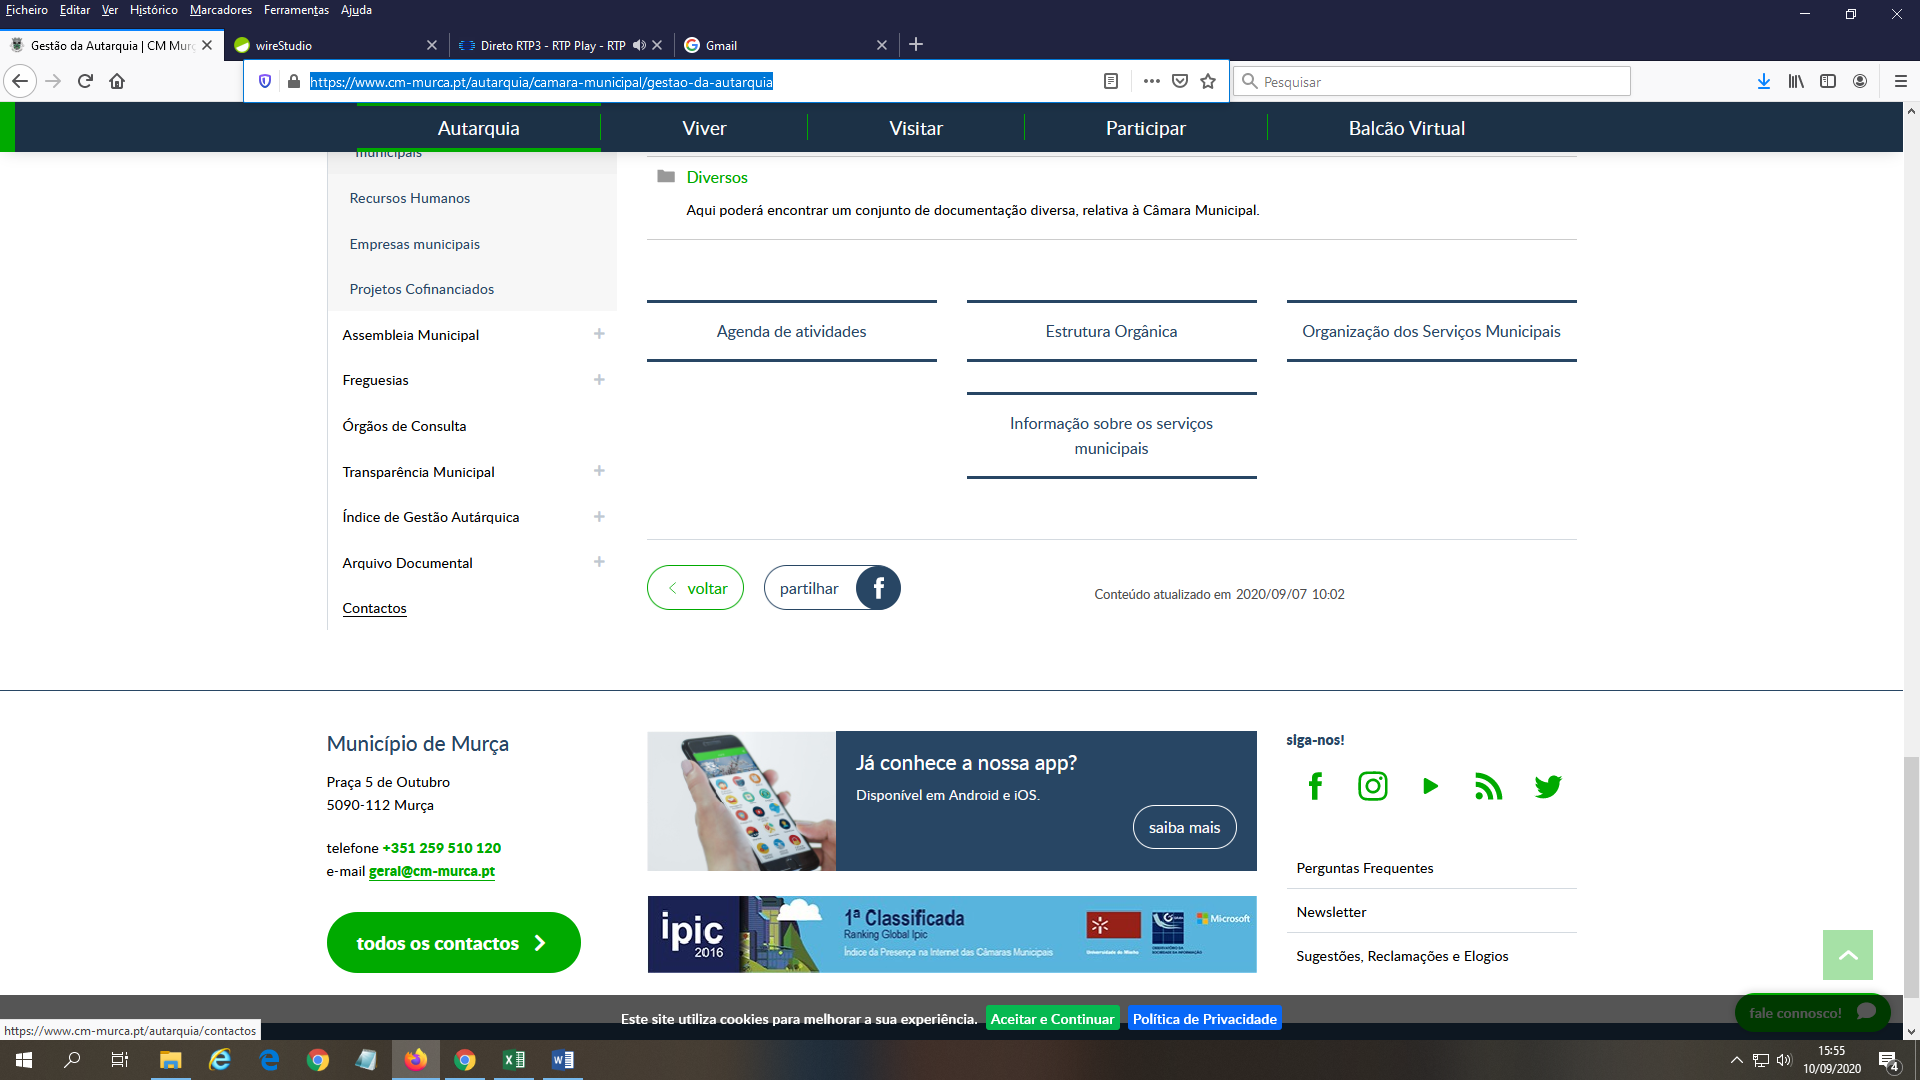 Ficheiro Editar Ver Histórico Marcadores Ferramentas Ajuda
Gestão da Autarquia | CM Murç
wireStudio
Direto RTP3 - RTP Play - RTP
Gmail
https://www.cm-murca.pt/autarquia/camara-municipal/gestao-da-autarquia
Pesquisar
Autarquia
Viver
Visitar
Participar
Balcão Virtual
municipais
Recursos Humanos
Empresas municipais
Projetos Cofinanciados
Assembleia Municipal
Freguesias
Órgãos de Consulta
Transparência Municipal
Índice de Gestão Autárquica
Arquivo Documental
Contactos
Diversos
Aqui poderá encontrar um conjunto de documentação diversa, relativa à Câmara Municipal.
Agenda de atividades
Estrutura Orgânica
Organização dos Serviços Municipais
Informação sobre os serviços
municipais
voltar
partilhar
Conteúdo atualizado em 2020/09/07 10:02
Município de Murça
Praça 5 de Outubro
5090-112 Murça
telefone +351 259 510 120
e-mail geral@cm-murca.pt
todos os contactos
Já conhece a nossa app?
Disponível em Android e iOS.
saiba mais
ipic
2016
1ª Classificada
Ranking Global Ipic
Índice da Presença na Internet das Câmaras Municipais
Universidade do Minho
Microsoft
siga-nos!
Perguntas Frequentes
Newsletter
Sugestões, Reclamações e Elogios
fale connosco!
Este site utiliza cookies para melhorar a sua experiência.
Aceitar e Continuar
Política de Privacidade
https://www.cm-murca.pt/autarquia/contactos
15:55
10/09/2020
4